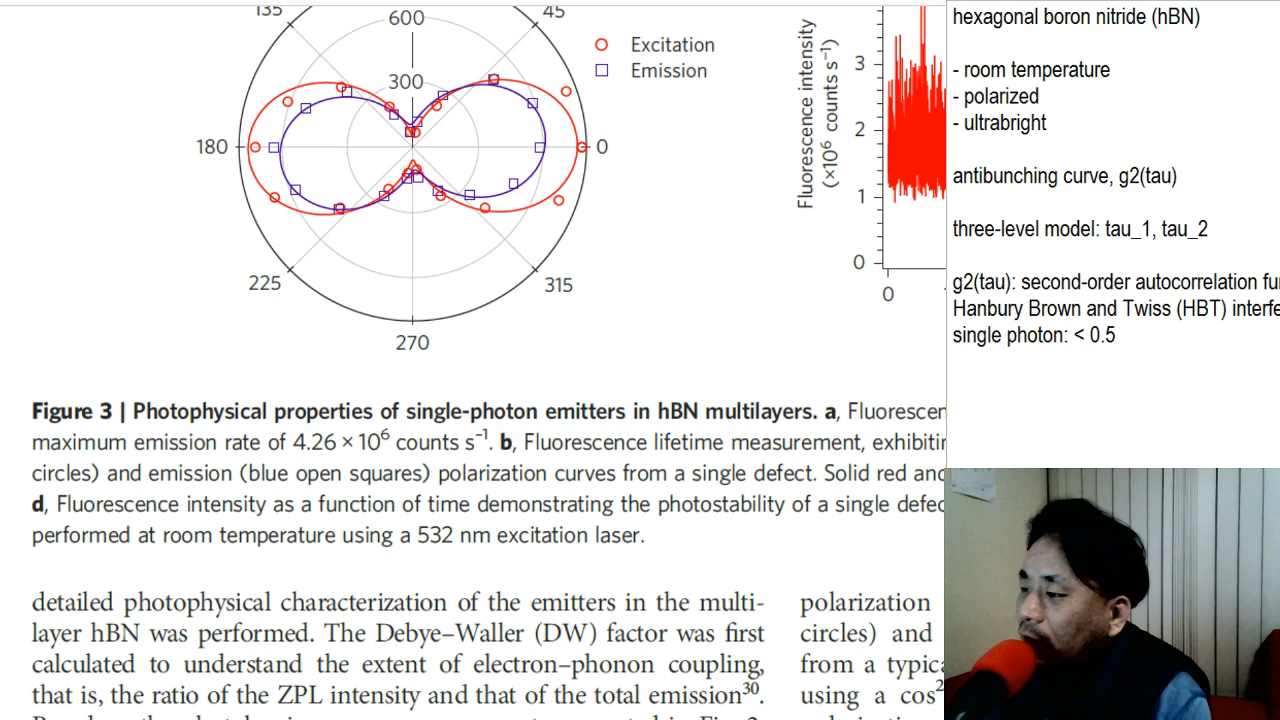 135
600
45
300
Excitation
Emission
180
0
225
315
270
Fluorescence intensity
(×10⁶ counts s⁻¹)
3
2
1
0
0
Figure 3 | Photophysical properties of single-photon emitters in hBN multilayers. a, Fluorescen
maximum emission rate of 4.26 × 10⁶ counts s⁻¹. b, Fluorescence lifetime measurement, exhibitin
circles) and emission (blue open squares) polarization curves from a single defect. Solid red and
d, Fluorescence intensity as a function of time demonstrating the photostability of a single defec
performed at room temperature using a 532 nm excitation laser.
detailed photophysical characterization of the emitters in the multi-
layer hBN was performed. The Debye–Waller (DW) factor was first
calculated to understand the extent of electron–phonon coupling,
that is, the ratio of the ZPL intensity and that of the total emission³⁰.
polarization
circles) and
from a typica
using a cos²
hexagonal boron nitride (hBN)
- room temperature
- polarized
- ultrabright
antibunching curve, g2(tau)
three-level model: tau_1, tau_2
g2(tau): second-order autocorrelation fu
Hanbury Brown and Twiss (HBT) interfe
single photon: < 0.5